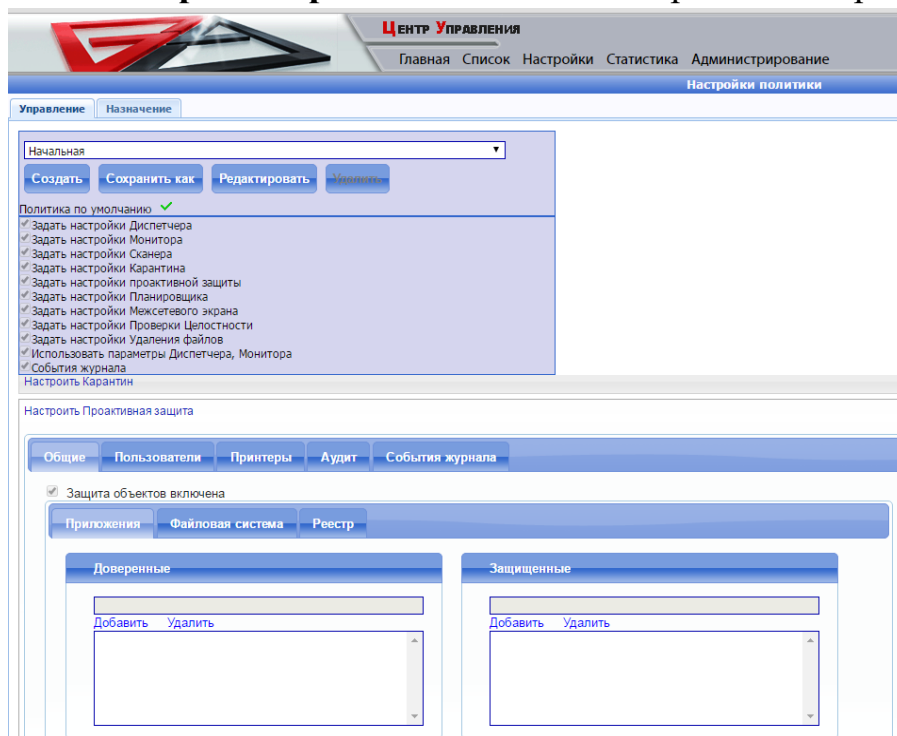 Центр Управления
Главная Список Настройки Статистика Администрирование
Настройки политики
Управление Назначение
Начальная
Создать Сохранить как Редактировать Удалить
Политика по умолчанию
Задать настройки Диспетчера
Задать настройки Монитора
Задать настройки Сканера
Задать настройки Карантина
Задать настройки проактивной защиты
Задать настройки Планировщика
Задать настройки Межсетевого экрана
Задать настройки Проверки Целостности
Задать настройки Удаления файлов
Использовать параметры Диспетчера, Монитора
События журнала
Настроить Карантин
Настроить Проактивная защита
Общие Пользователи Принтеры Аудит События журнала
Защита объектов включена
Приложения Файловая система Реестр
Доверенные Защищенные
Добавить Удалить Добавить Удалить